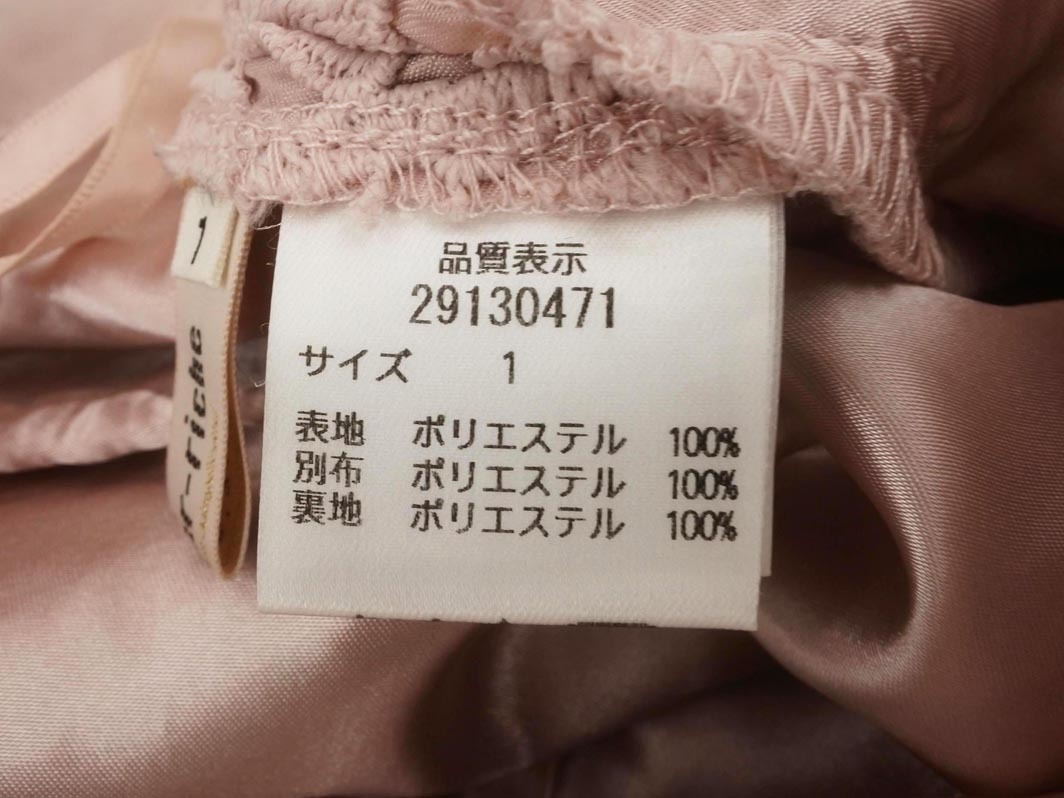 品質表示
29130471
サイズ 1
表地 ポリエステル 100%
別布 ポリエステル 100%
裏地 ポリエステル 100%
1